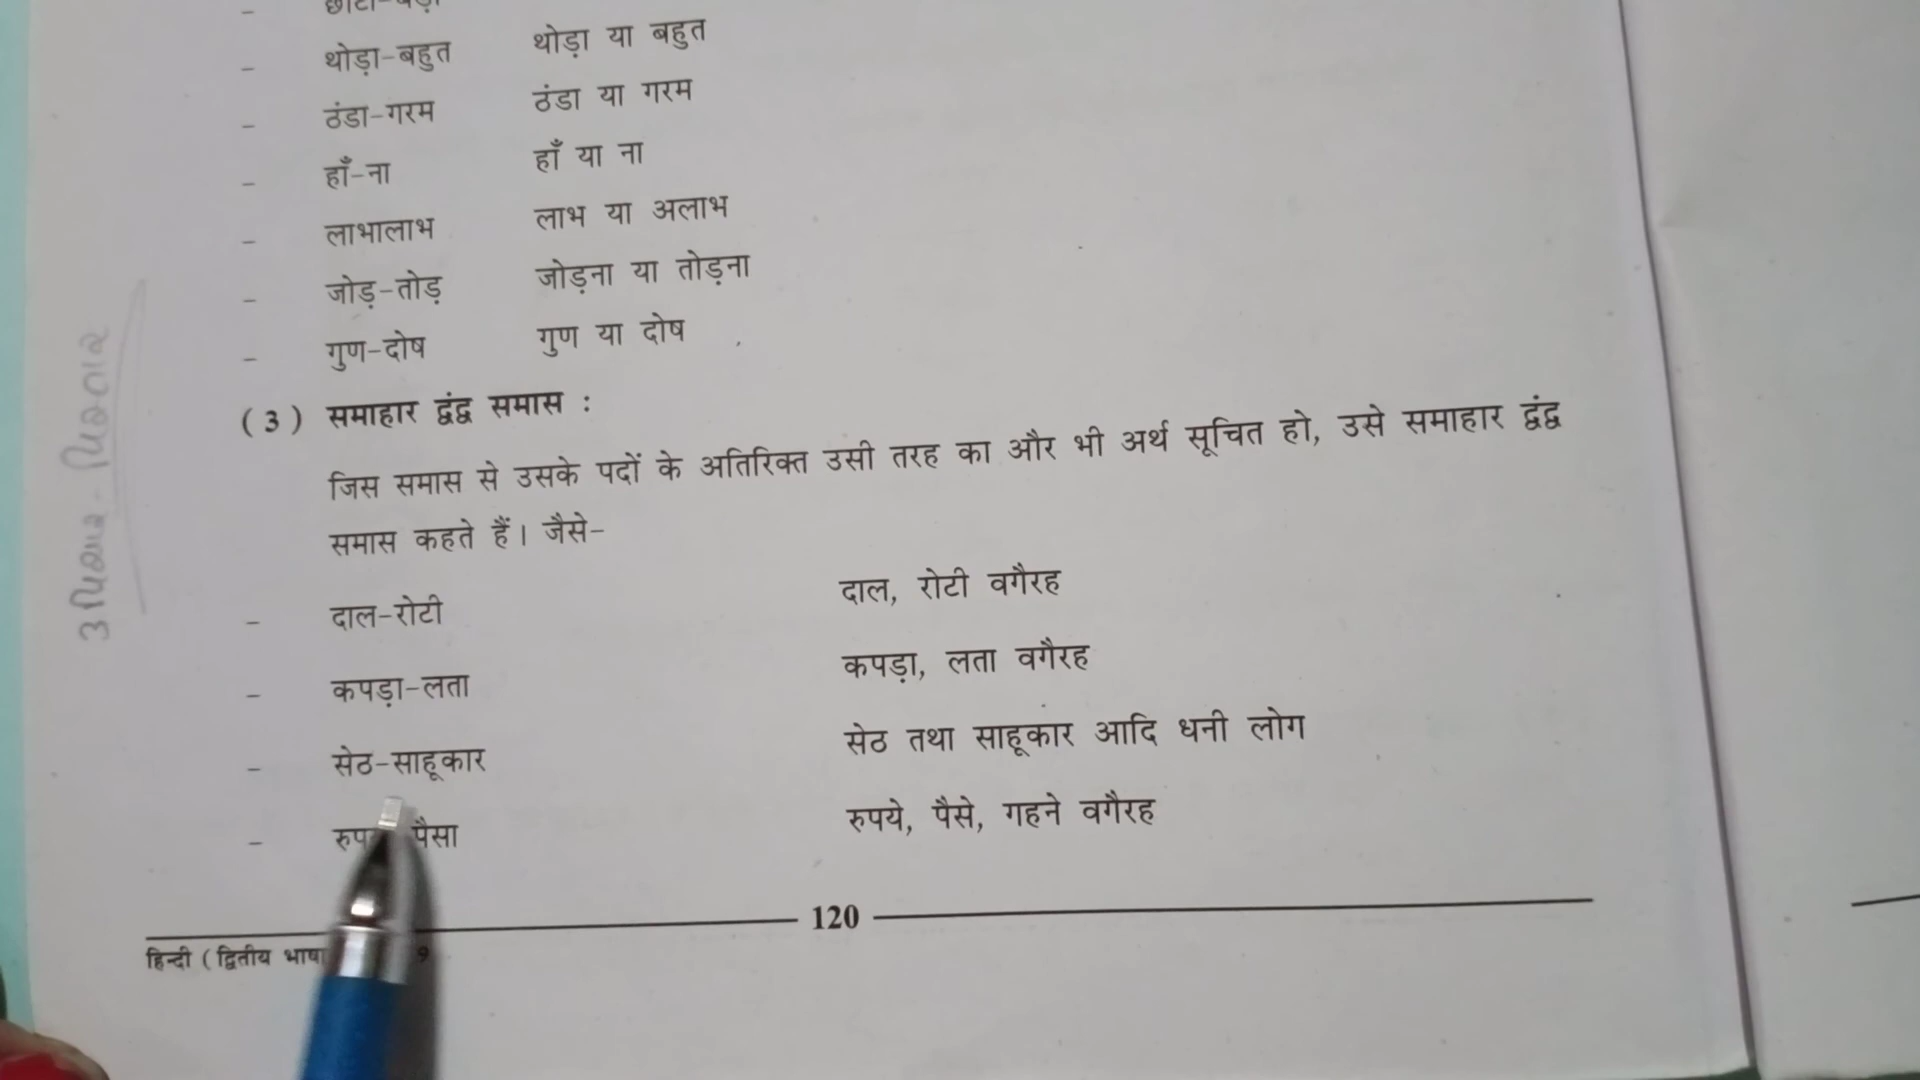 - थोड़ा-बहुत थोड़ा या बहुत
- ठंडा-गरम ठंडा या गरम
- हाँ-ना हाँ या ना
- लाभालाभ लाभ या अलाभ
- जोड़-तोड़ जोड़ना या तोड़ना
- गुण-दोष गुण या दोष
(3) समाहार द्वंद्व समास :
जिस समास से उसके पदों के अतिरिक्त उसी तरह का और भी अर्थ सूचित हो, उसे समाहार द्वंद्व
समास कहते हैं। जैसे-
- दाल-रोटी दाल, रोटी वगैरह
- कपड़ा-लता कपड़ा, लता वगैरह
- सेठ-साहूकार सेठ तथा साहूकार आदि धनी लोग
- पैसा रुपये, पैसे, गहने वगैरह
120
हिन्दी (द्वितीय 9